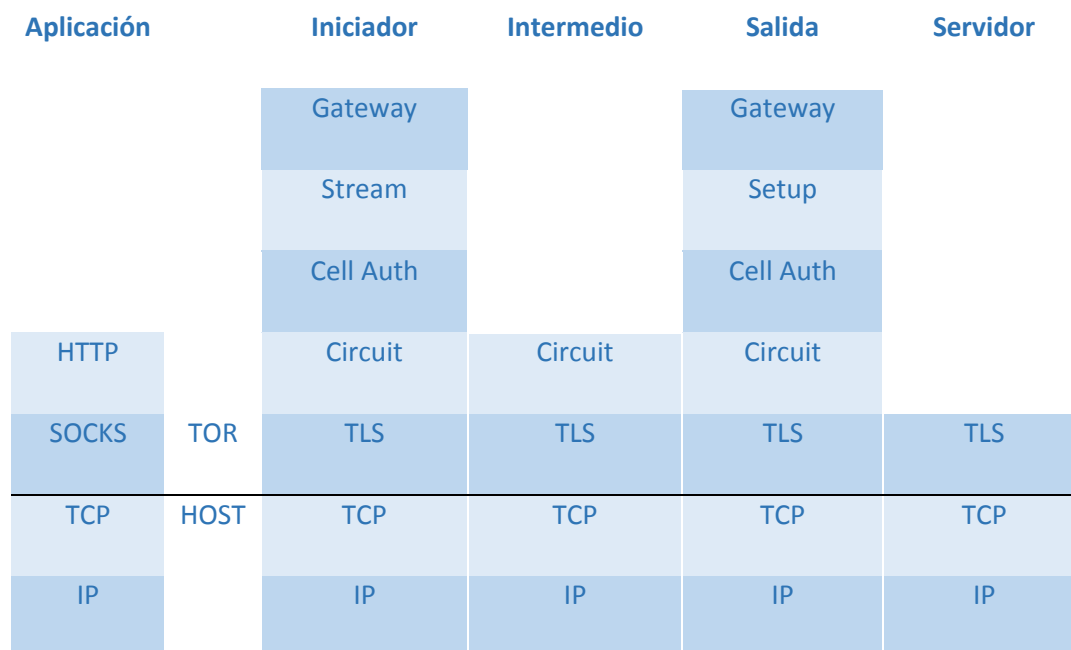 Aplicación Iniciador Intermedio Salida Servidor
Gateway Gateway
Stream Setup
Cell Auth Cell Auth
HTTP Circuit Circuit Circuit
SOCKS TOR TLS TLS TLS TLS
TCP HOST TCP TCP TCP TCP
IP IP IP IP IP